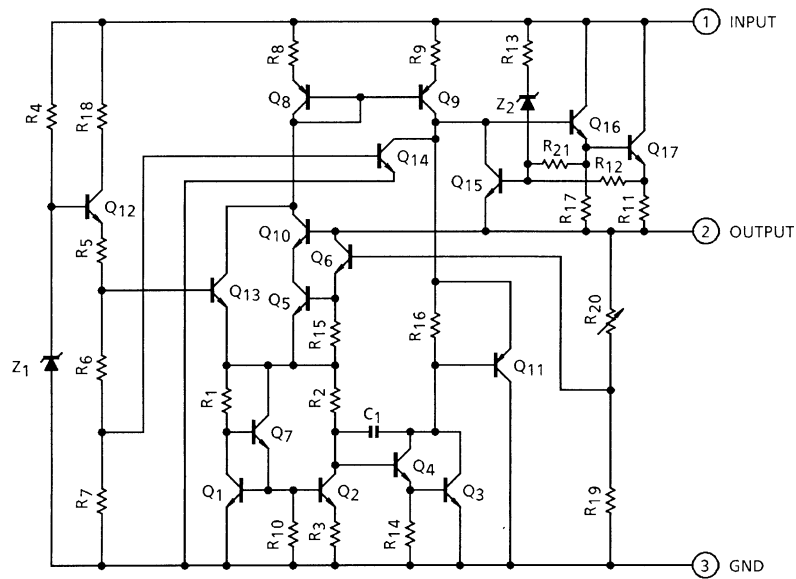 1 INPUT
R8
R9
R13
R4
R18
Q8
Q9
Z2
Q16
Q14
R21
Q17
R12
Q15
Q12
R17
R11
R5
Q10
Q6
2 OUTPUT
Q13
Q5
R15
R16
R20
Z1
R6
Q11
R1
R2
C1
Q7
Q4
R7
Q1
Q2
Q3
R19
R10
R3
R14
3 GND